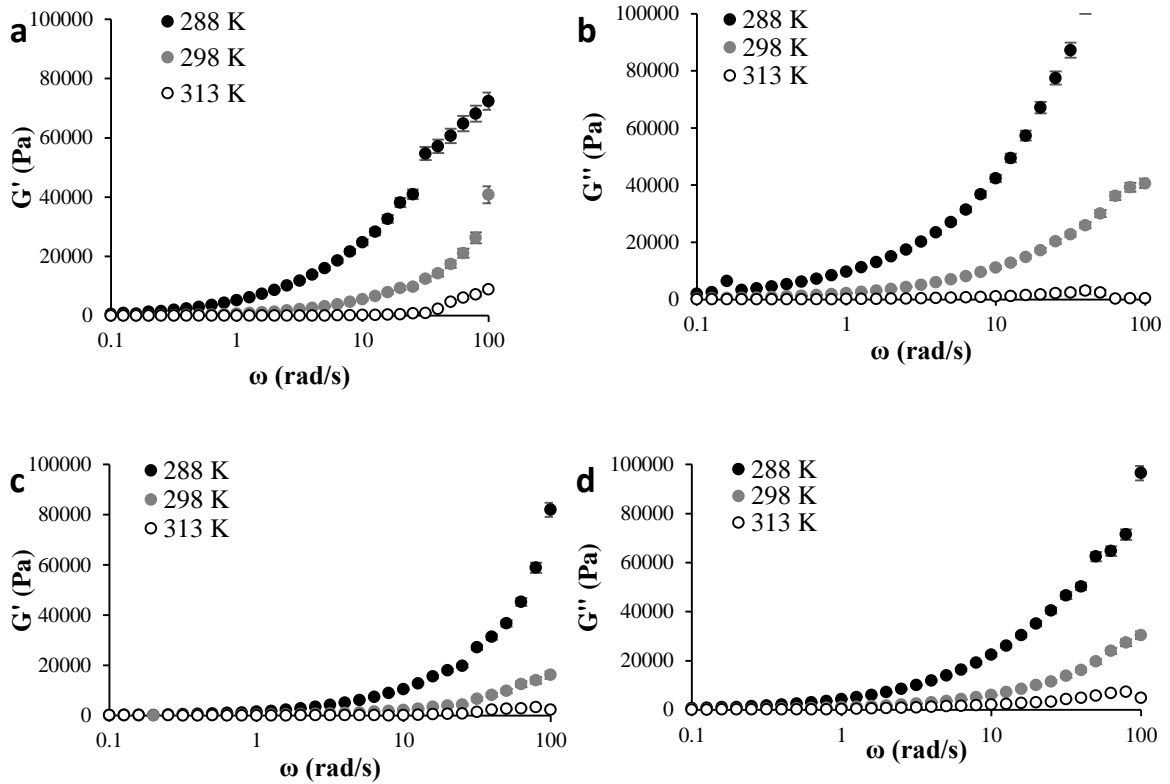 a
288 K
298 K
313 K
G' (Pa)
100000
80000
60000
40000
20000
0
0.1 1 10 100
ω (rad/s)
b
288 K
298 K
313 K
G'' (Pa)
100000
80000
60000
40000
20000
0
0.1 1 10 100
ω (rad/s)
c
288 K
298 K
313 K
G' (Pa)
100000
80000
60000
40000
20000
0
0.1 1 10 100
ω (rad/s)
d
288 K
298 K
313 K
G'' (Pa)
100000
80000
60000
40000
20000
0
0.1 1 10 100
ω (rad/s)